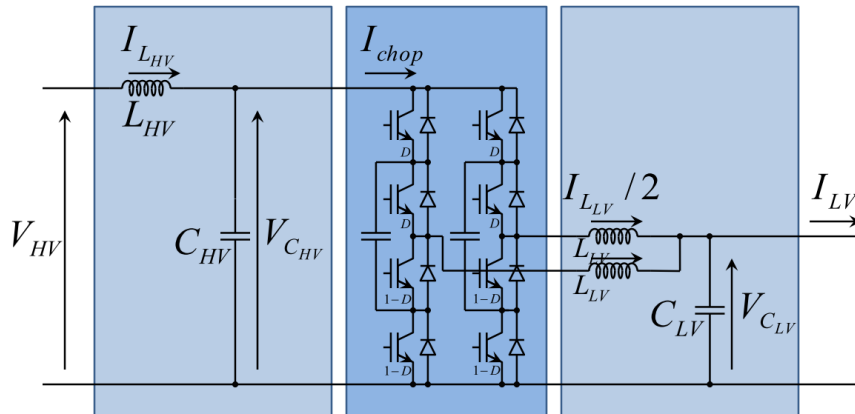 I_{L_{HV}}
L_{HV}
V_{HV}
C_{HV}
V_{C_{HV}}
I_{chop}
D
D
D
D
1-D
1-D
1-D
1-D
I_{L_{LV}} / 2
L_{LV}
L_{LV}
I_{LV}
C_{LV}
V_{C_{LV}}